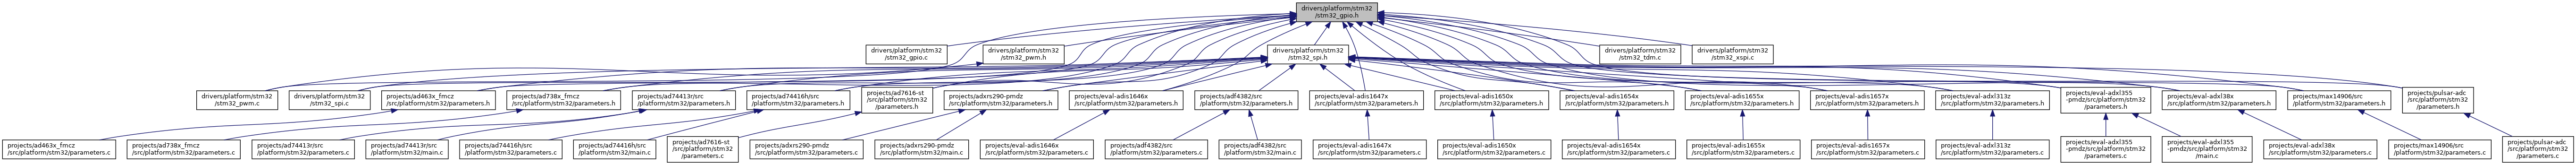 drivers/platform/stm32
/stm32_gpio.h
drivers/platform/stm32
/stm32_gpio.c
drivers/platform/stm32
/stm32_pwm.h
drivers/platform/stm32
/stm32_spi.h
drivers/platform/stm32
/stm32_tdm.c
drivers/platform/stm32
/stm32_xspi.c
drivers/platform/stm32
/stm32_pwm.c
drivers/platform/stm32
/stm32_spi.c
projects/ad463x_fmcz
/src/platform/stm32/parameters.h
projects/ad738x_fmcz
/src/platform/stm32/parameters.h
projects/ad74413r/src
/platform/stm32/parameters.h
projects/ad74416h/src
/platform/stm32/parameters.h
projects/ad7616-st
/src/platform/stm32
/parameters.h
projects/adxrs290-pmdz
/src/platform/stm32/parameters.h
projects/eval-adis1646x
/src/platform/stm32/parameters.h
projects/adf4382/src
/platform/stm32/parameters.h
projects/eval-adis1647x
/src/platform/stm32/parameters.h
projects/eval-adis1650x
/src/platform/stm32/parameters.h
projects/eval-adis1654x
/src/platform/stm32/parameters.h
projects/eval-adis1655x
/src/platform/stm32/parameters.h
projects/eval-adis1657x
/src/platform/stm32/parameters.h
projects/eval-adxl313z
/src/platform/stm32/parameters.h
projects/eval-adxl355
-pmdz/src/platform/stm32
/parameters.h
projects/eval-adxl38x
/src/platform/stm32/parameters.h
projects/max14906/src
/platform/stm32/parameters.h
projects/pulsar-adc
/src/platform/stm32
/parameters.h
projects/ad463x_fmcz
/src/platform/stm32/parameters.c
projects/ad738x_fmcz
/src/platform/stm32/parameters.c
projects/ad74413r/src
/platform/stm32/parameters.c
projects/ad74413r/src
/platform/stm32/main.c
projects/ad74416h/src
/platform/stm32/parameters.c
projects/ad74416h/src
/platform/stm32/main.c
projects/ad7616-st
/src/platform/stm32
/parameters.c
projects/adxrs290-pmdz
/src/platform/stm32/parameters.c
projects/adxrs290-pmdz
/src/platform/stm32/main.c
projects/eval-adis1646x
/src/platform/stm32/parameters.c
projects/adf4382/src
/platform/stm32/parameters.c
projects/adf4382/src
/platform/stm32/main.c
projects/eval-adis1647x
/src/platform/stm32/parameters.c
projects/eval-adis1650x
/src/platform/stm32/parameters.c
projects/eval-adis1654x
/src/platform/stm32/parameters.c
projects/eval-adis1655x
/src/platform/stm32/parameters.c
projects/eval-adis1657x
/src/platform/stm32/parameters.c
projects/eval-adxl313z
/src/platform/stm32/parameters.c
projects/eval-adxl355
-pmdz/src/platform/stm32
/parameters.c
projects/eval-adxl355
-pmdz/src/platform/stm32
/main.c
projects/eval-adxl38x
/src/platform/stm32/parameters.c
projects/max14906/src
/platform/stm32/parameters.c
projects/pulsar-adc
/src/platform/stm32
/parameters.c